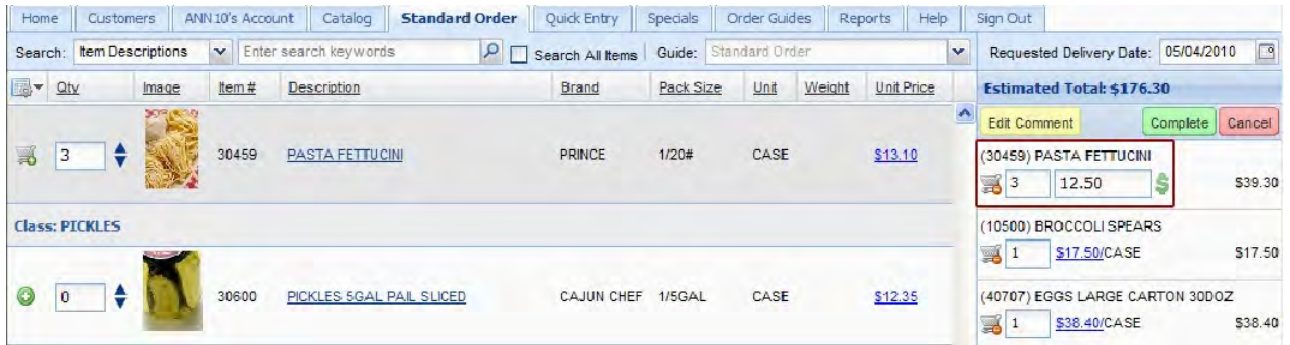 Home Customers ANN10's Account Catalog Standard Order Quick Entry Specials Order Guides Reports Help Sign Out
Search: Item Descriptions Enter search keywords Search All Items Guide: Standard Order Requested Delivery Date: 05/04/2010
Qty Image Item # Description Brand Pack Size Unit Weight Unit Price Estimated Total: $176.30
Edit Comment Complete Cancel
3 30459 PASTA FETTUCINI PRINCE 1/20# CASE $13.10
(30459) PASTA FETTUCINI
3 12.50 $ $39.30
Class: PICKLES
(10500) BROCCOLI SPEARS
1 $17.50/CASE $17.50
0 30600 PICKLES 5GAL PAIL SLICED CAJUN CHEF 1/5GAL CASE $12.35
(40707) EGGS LARGE CARTON 30DOZ
1 $38.40/CASE $38.40